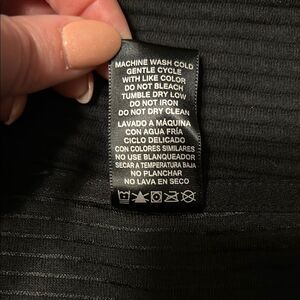 MACHINE WASH COLD
GENTLE CYCLE
WITH LIKE COLOR
DO NOT BLEACH
TUMBLE DRY LOW
DO NOT IRON
DO NOT DRY CLEAN
LAVADO A MÁQUINA
CON AGUA FRÍA
CICLO DELICADO
CON COLORES SIMILARES
NO USE BLANQUEADOR
SECAR A TEMPERATURA BAJA
NO PLANCHAR
NO LAVA EN SECO